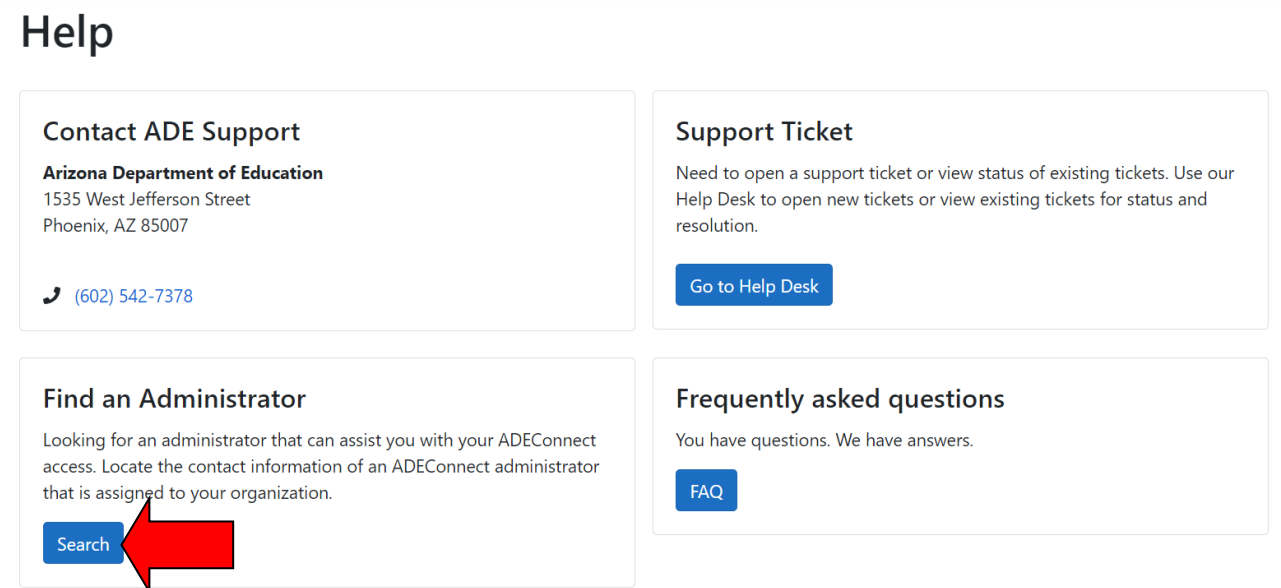 Help
Contact ADE Support
Arizona Department of Education
1535 West Jefferson Street
Phoenix, AZ 85007
(602) 542-7378
Support Ticket
Need to open a support ticket or view status of existing tickets. Use our
Help Desk to open new tickets or view existing tickets for status and
resolution.
Go to Help Desk
Find an Administrator
Looking for an administrator that can assist you with your ADEConnect
access. Locate the contact information of an ADEConnect administrator
that is assigned to your organization.
Search
Frequently asked questions
You have questions. We have answers.
FAQ